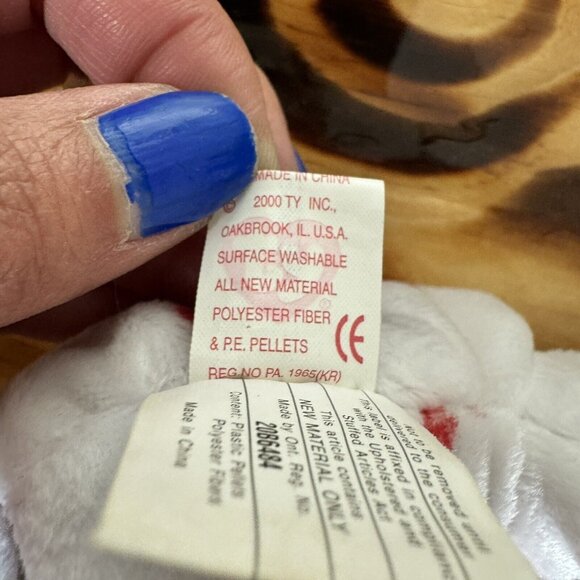 MADE IN CHINA
© 2000 TY INC.,
OAKBROOK, IL. U.S.A.
SURFACE WASHABLE
ALL NEW MATERIAL
POLYESTER FIBER
& P.E. PELLETS
REG NO PA. 1965(KR)
CE
not to be removed until
delivered to the consumer
This label is affixed in compliance
with the Upholstered and
Stuffed Articles Act
This article contains
NEW MATERIAL ONLY
Made by Ont. Reg. No.
20B6484
Content: Plastic Pellets
Polyester Fibers
Made in China